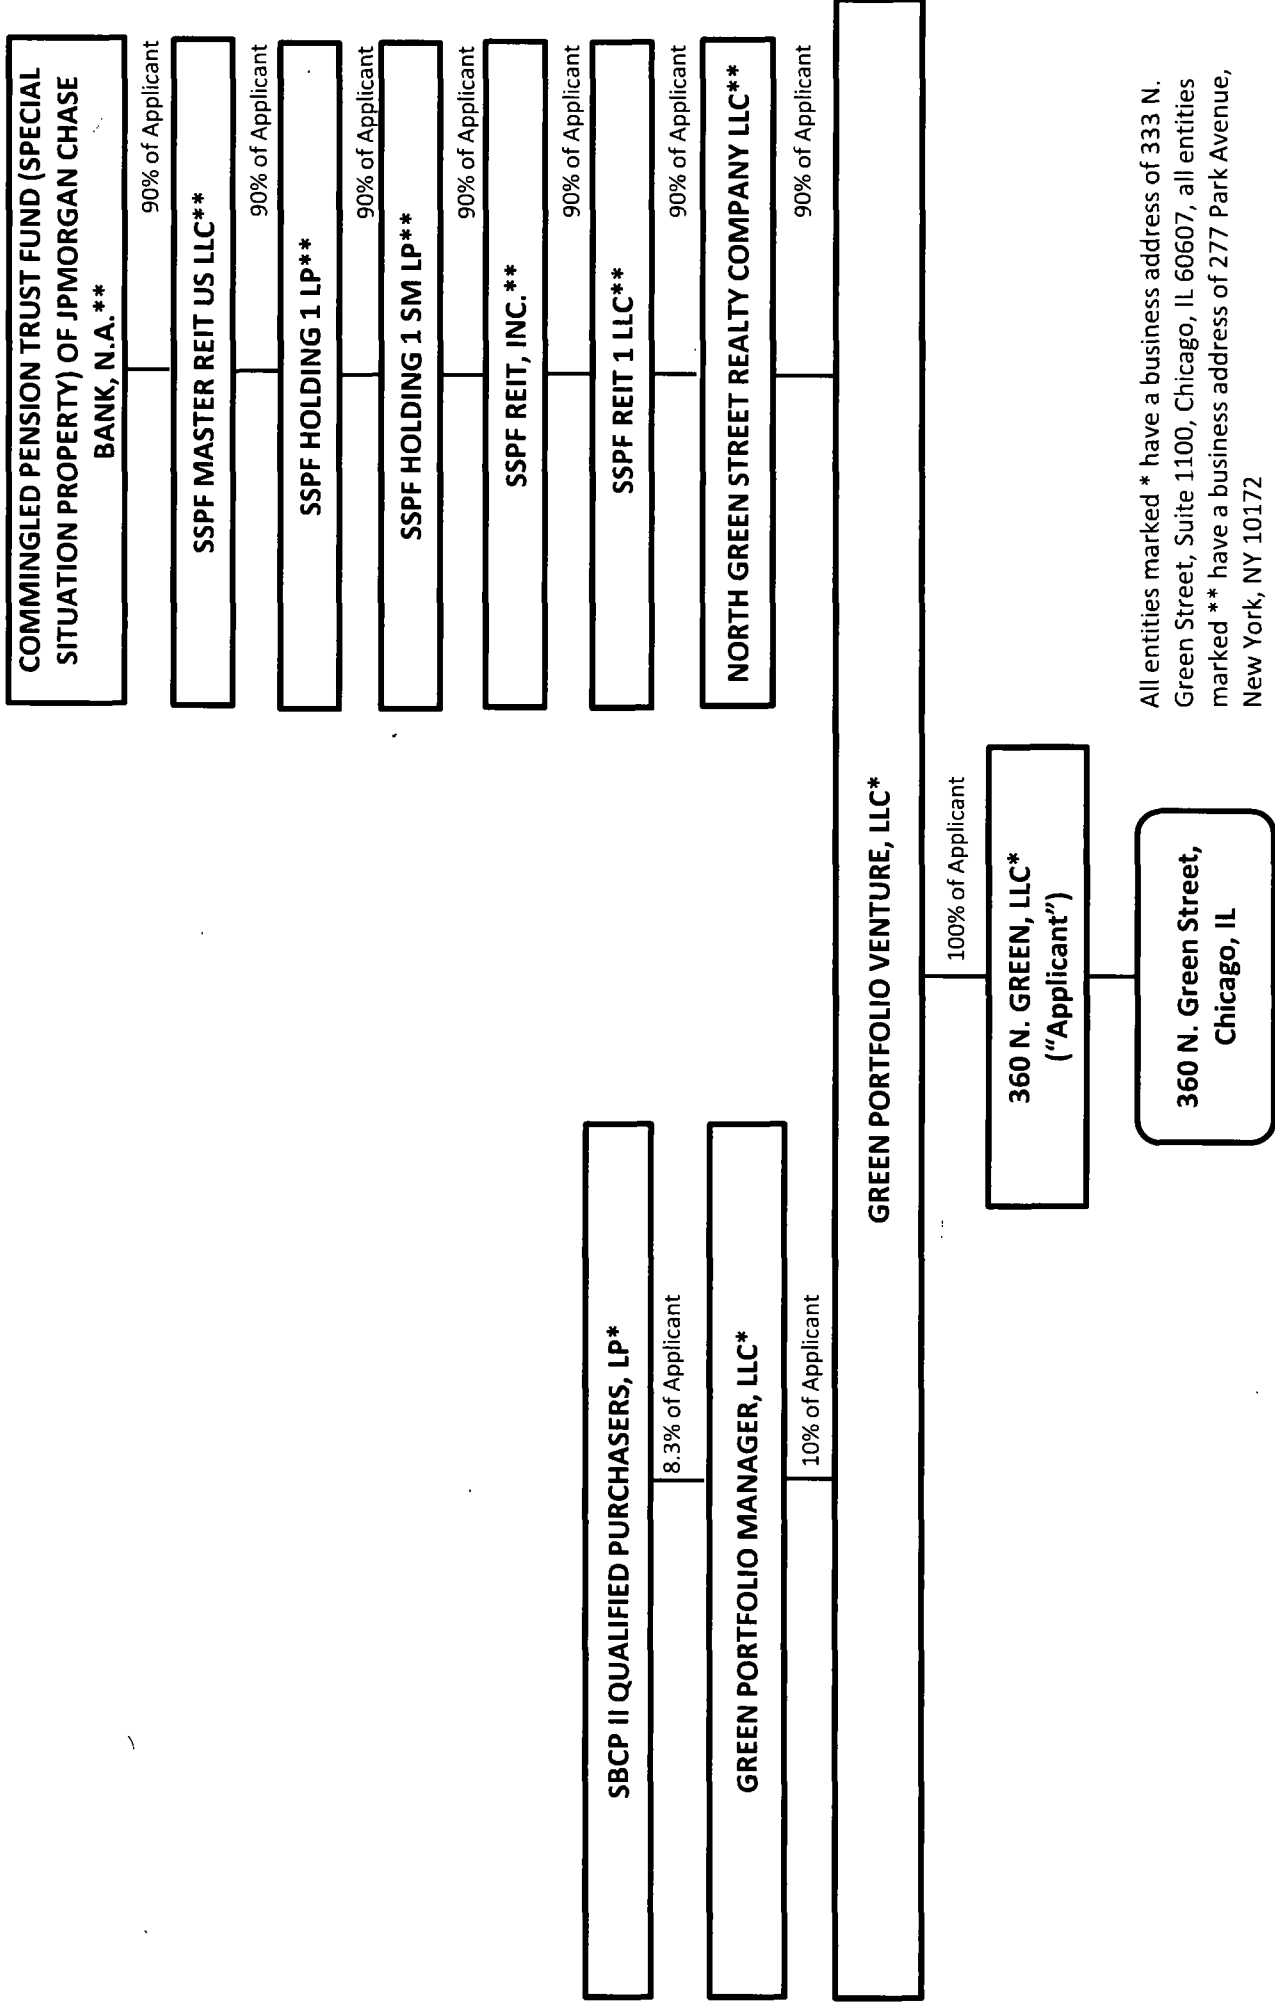 COMMINGLED PENSION TRUST FUND (SPECIAL
SITUATION PROPERTY) OF JPMORGAN CHASE
BANK, N.A.**
90% of Applicant
SSPF MASTER REIT US LLC**
90% of Applicant
SSPF HOLDING 1 LP**
90% of Applicant
SSPF HOLDING 1 SM LP**
90% of Applicant
SSPF REIT, INC.**
90% of Applicant
SSPF REIT 1 LLC**
90% of Applicant
NORTH GREEN STREET REALTY COMPANY LLC**
90% of Applicant
SBCP II QUALIFIED PURCHASERS, LP*
8.3% of Applicant
GREEN PORTFOLIO MANAGER, LLC*
10% of Applicant
GREEN PORTFOLIO VENTURE, LLC*
100% of Applicant
360 N. GREEN, LLC*
(“Applicant”)
360 N. Green Street,
Chicago, IL
All entities marked * have a business address of 333 N.
Green Street, Suite 1100, Chicago, IL 60607, all entities
marked ** have a business address of 277 Park Avenue,
New York, NY 10172